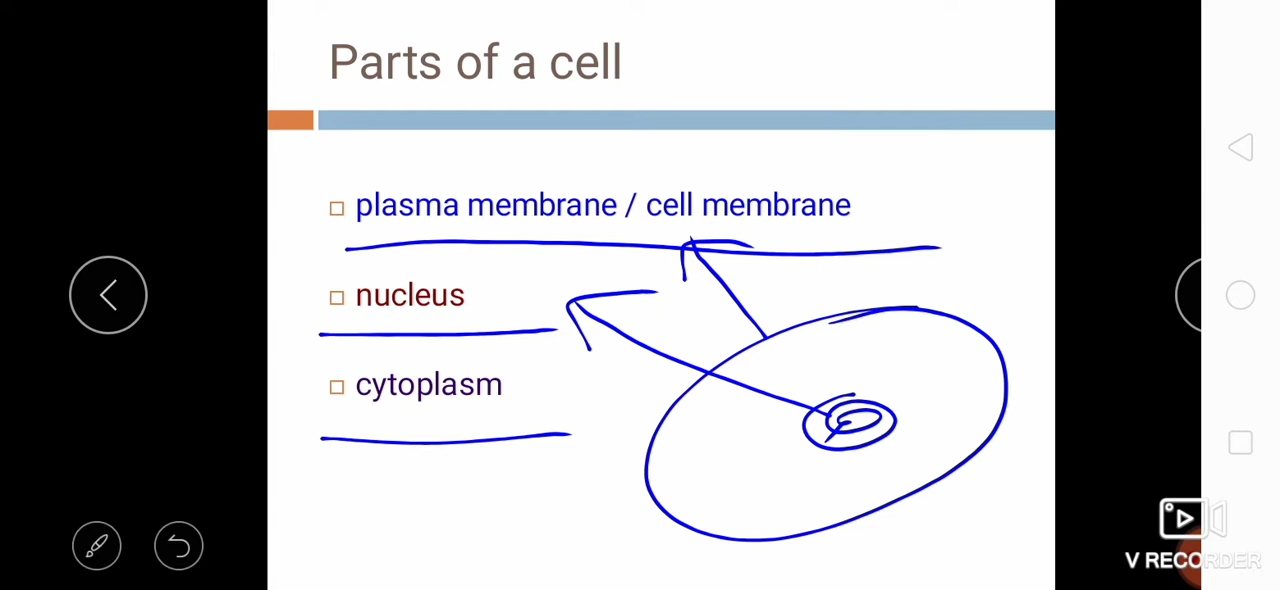 Parts of a cell
plasma membrane / cell membrane
nucleus
cytoplasm
V RECORDER